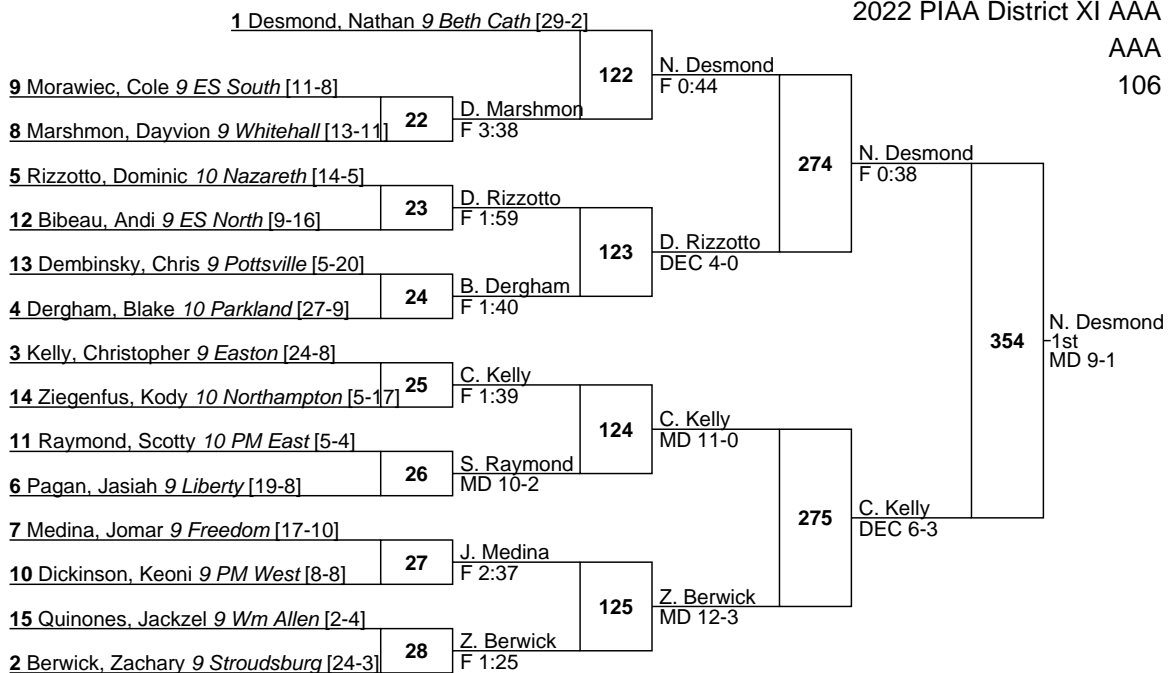 2022 PIAA District XI AAA
AAA
106
1 Desmond, Nathan 9 Beth Cath [29-2]
9 Morawiec, Cole 9 ES South [11-8]
8 Marshmon, Dayvion 9 Whitehall [13-11]
5 Rizzotto, Dominic 10 Nazareth [14-5]
12 Bibeau, Andi 9 ES North [9-16]
13 Dembinsky, Chris 9 Pottsville [5-20]
4 Dergham, Blake 10 Parkland [27-9]
3 Kelly, Christopher 9 Easton [24-8]
14 Ziegenfus, Kody 10 Northampton [5-17]
11 Raymond, Scotty 10 PM East [5-4]
6 Pagan, Jasiah 9 Liberty [19-8]
7 Medina, Jomar 9 Freedom [17-10]
10 Dickinson, Keoni 9 PM West [8-8]
15 Quinones, Jackzel 9 Wm Allen [2-4]
2 Berwick, Zachary 9 Stroudsburg [24-3]
22
D. Marshmon
F 3:38
23
D. Rizzotto
F 1:59
24
B. Dergham
F 1:40
25
C. Kelly
F 1:39
26
S. Raymond
MD 10-2
27
J. Medina
F 2:37
28
Z. Berwick
F 1:25
122
N. Desmond
F 0:44
123
D. Rizzotto
DEC 4-0
124
C. Kelly
MD 11-0
125
Z. Berwick
MD 12-3
274
N. Desmond
F 0:38
275
C. Kelly
DEC 6-3
354
N. Desmond
1st
MD 9-1